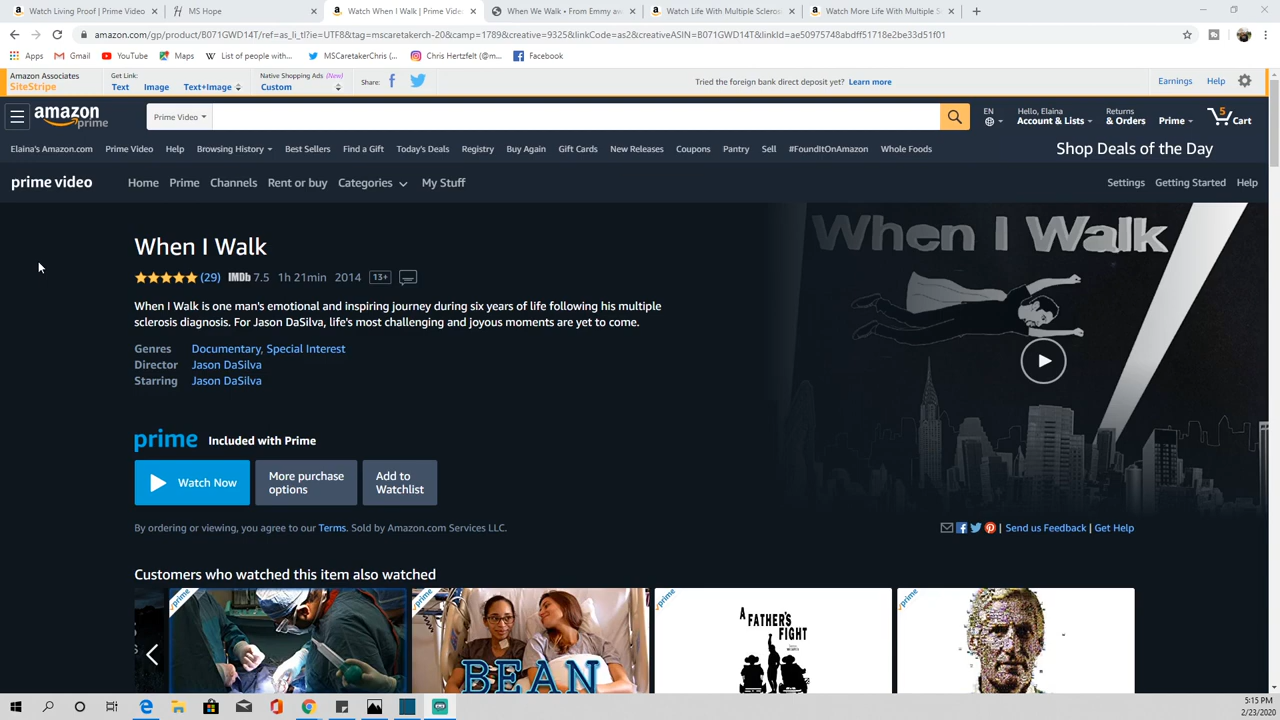 Watch Living Proof | Prime Video
MS Hope
Watch When I Walk | Prime Video
When We Walk • From Emmy aw
Watch Life With Multiple Sclerosi
Watch More Life With Multiple S
amazon.com/gp/product/B071GWD14T/ref=as_li_tl?ie=UTF8&tag=mscaretakerch-20&camp=1789&creative=9325&linkCode=as2&creativeASIN=B071GWD14T&linkId=ae50975748abdff51718e2be33d51f01
Apps Gmail YouTube Maps List of people with... MSCaretakerChris (... Chris Hertzfelt (@m... Facebook
Amazon Associates
SiteStripe
Get Link:
Text Image Text+Image
Native Shopping Ads (New)
Custom
Share:
Tried the foreign bank direct deposit yet? Learn more
Earnings Help
amazon
prime
Prime Video
EN
Hello, Elaina
Account & Lists
Returns
& Orders
Prime
5
Cart
Elaina's Amazon.com Prime Video Help Browsing History Best Sellers Find a Gift Today's Deals Registry Buy Again Gift Cards New Releases Coupons Pantry Sell #FoundItOnAmazon Whole Foods
Shop Deals of the Day
prime video Home Prime Channels Rent or buy Categories My Stuff Settings Getting Started Help
When I Walk
When I Walk
(29) IMDb 7.5 1h 21min 2014 13+
When I Walk is one man's emotional and inspiring journey during six years of life following his multiple
sclerosis diagnosis. For Jason DaSilva, life's most challenging and joyous moments are yet to come.
Genres Documentary, Special Interest
Director Jason DaSilva
Starring Jason DaSilva
prime Included with Prime
Watch Now
More purchase
options
Add to
Watchlist
By ordering or viewing, you agree to our Terms. Sold by Amazon.com Services LLC.
Send us Feedback | Get Help
Customers who watched this item also watched
prime
prime
BEAN
prime
A
FATHER'S
FIGHT
prime
5:15 PM
2/23/2020